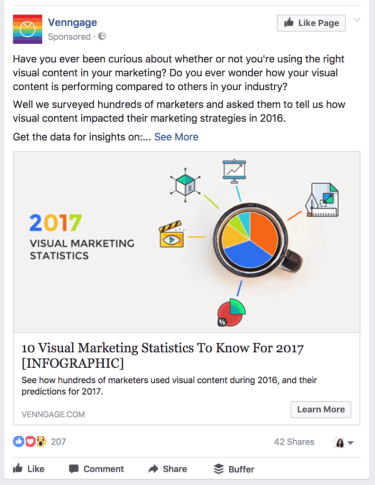 Venngage
Sponsored ·
Like Page
Have you ever been curious about whether or not you're using the right
visual content in your marketing? Do you ever wonder how your visual
content is performing compared to others in your industry?
Well we surveyed hundreds of marketers and asked them to tell us how
visual content impacted their marketing strategies in 2016.
Get the data for insights on:... See More
2017
VISUAL MARKETING
STATISTICS
%
10 Visual Marketing Statistics To Know For 2017
[INFOGRAPHIC]
See how hundreds of marketers used visual content during 2016, and their
predictions for 2017.
VENNGAGE.COM
Learn More
207
42 Shares
Like
Comment
Share
Buffer